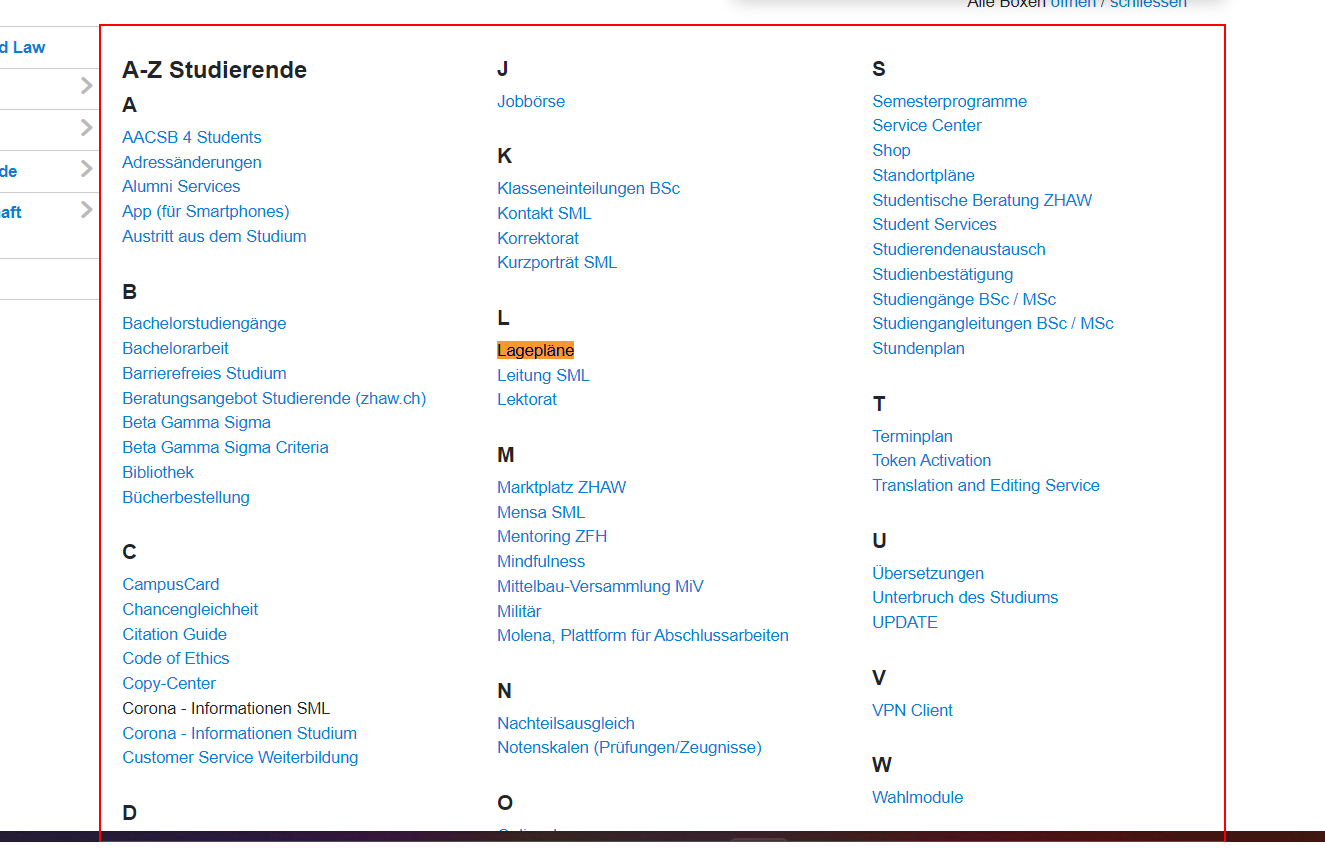 Alle Boxen öffnen / schliessen
d Law
de
aft
A-Z Studierende
A
AACSB 4 Students
Adressänderungen
Alumni Services
App (für Smartphones)
Austritt aus dem Studium
B
Bachelorstudiengänge
Bachelorarbeit
Barrierefreies Studium
Beratungsangebot Studierende (zhaw.ch)
Beta Gamma Sigma
Beta Gamma Sigma Criteria
Bibliothek
Bücherbestellung
C
CampusCard
Chancengleichheit
Citation Guide
Code of Ethics
Copy-Center
Corona - Informationen SML
Corona - Informationen Studium
Customer Service Weiterbildung
D
J
Jobbörse
K
Klasseneinteilungen BSc
Kontakt SML
Korrektorat
Kurzporträt SML
L
Lagepläne
Leitung SML
Lektorat
M
Marktplatz ZHAW
Mensa SML
Mentoring ZFH
Mindfulness
Mittelbau-Versammlung MiV
Militär
Molena, Plattform für Abschlussarbeiten
N
Nachteilsausgleich
Notenskalen (Prüfungen/Zeugnisse)
O
S
Semesterprogramme
Service Center
Shop
Standortpläne
Studentische Beratung ZHAW
Student Services
Studierendenaustausch
Studienbestätigung
Studiengänge BSc / MSc
Studiengangleitungen BSc / MSc
Stundenplan
T
Terminplan
Token Activation
Translation and Editing Service
U
Übersetzungen
Unterbruch des Studiums
UPDATE
V
VPN Client
W
Wahlmodule